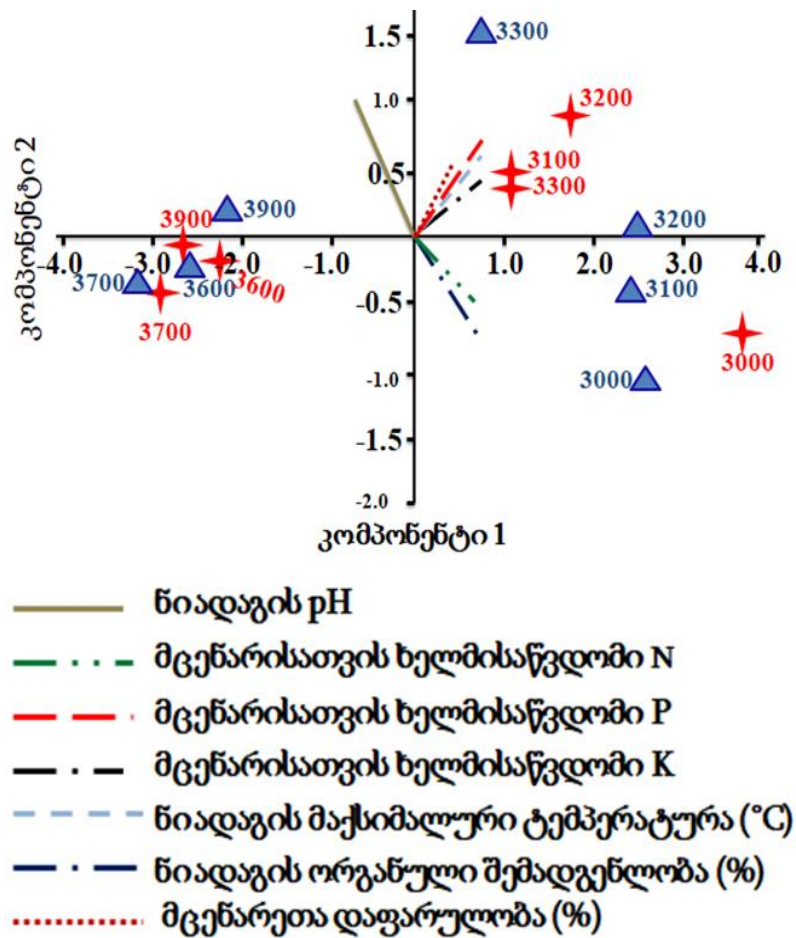 1.5
3300
1.0
3200
0.5
3100
3300
კომპონენტი 2
3900
3900
3200
-4.0 -3.0 -2.0 -1.0 1.0 2.0 3.0 4.0
3700
3600
3600
3100
-0.5
3700
3000
3000
-1.0
-1.5
-2.0
კომპონენტი 1
ნიადაგის pH
მცენარისათვის ხელმისაწვდომი N
მცენარისათვის ხელმისაწვდომი P
მცენარისათვის ხელმისაწვდომი K
ნიადაგის მაქსიმალური ტემპერატურა (°C)
ნიადაგის ორგანული შემადგენლობა (%)
მცენარეთა დაფარულობა (%)